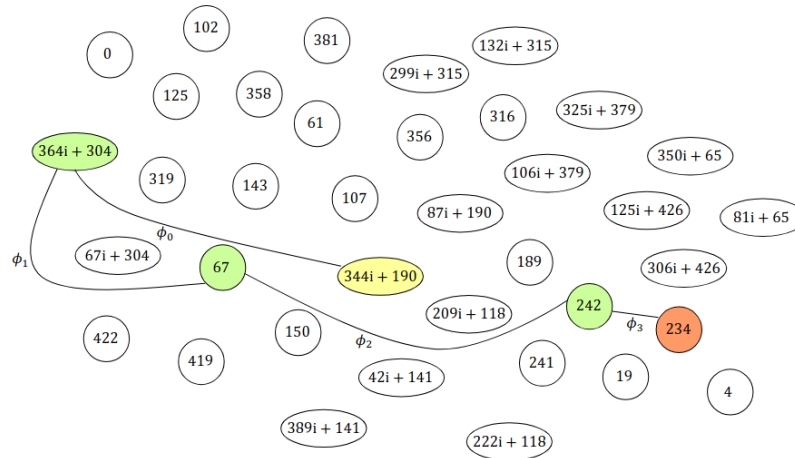 102
0
381
132i + 315
299i + 315
125
358
61
316
325i + 379
356
364i + 304
350i + 65
319
143
106i + 379
107
87i + 190
125i + 426
81i + 65
ϕ₀
67i + 304
ϕ₁
67
344i + 190
189
306i + 426
242
209i + 118
ϕ₃
234
422
150
ϕ₂
419
241
19
42i + 141
4
389i + 141
222i + 118